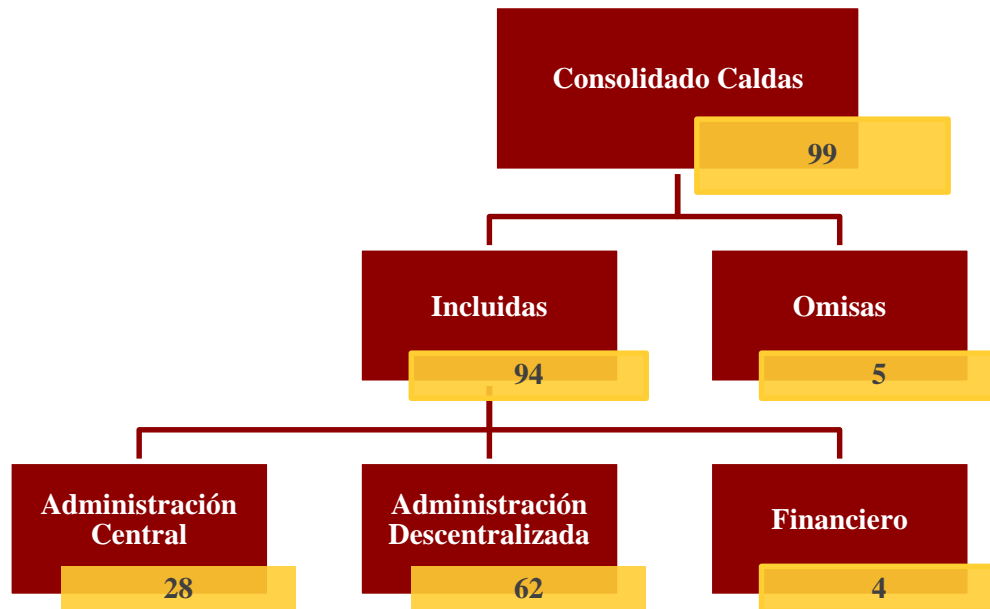 Consolidado Caldas
99
Incluidas
94
Omisas
5
Administración
Central
28
Administración
Descentralizada
62
Financiero
4